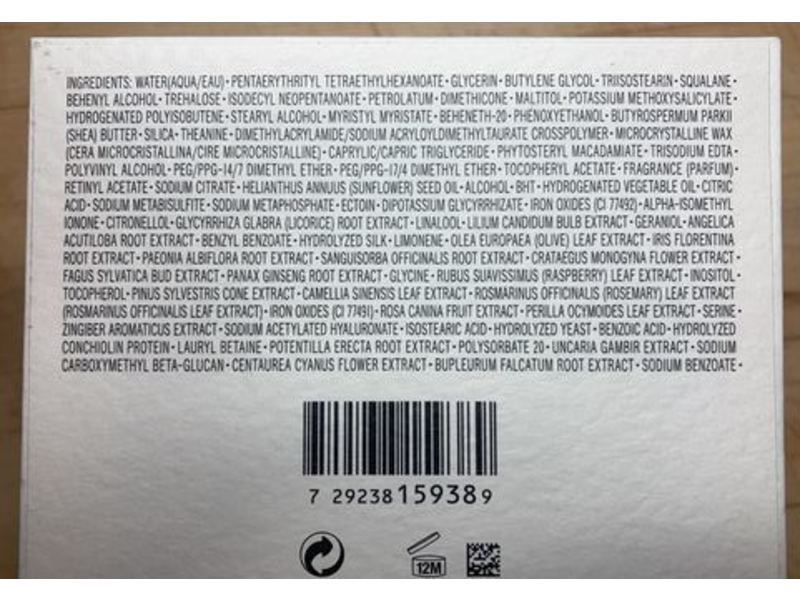 INGREDIENTS: WATER(AQUA/EAU)·PENTAERYTHRITYL TETRAETHYLHEXANOATE·GLYCERIN·BUTYLENE GLYCOL·TRIISOSTEARIN·SQUALANE·
BEHENYL ALCOHOL·TREHALOSE·ISODECYL NEOPENTANOATE·PETROLATUM·DIMETHICONE·MALTITOL·POTASSIUM METHOXYSALICYLATE·
HYDROGENATED POLYISOBUTENE·STEARYL ALCOHOL·MYRISTYL MYRISTATE·BEHENETH-20·PHENOXYETHANOL·BUTYROSPERMUM PARKII
(SHEA) BUTTER·SILICA·THEANINE·DIMETHYLACRYLAMIDE/SODIUM ACRYLOYLDIMETHYLTAURATE CROSSPOLYMER·MICROCRYSTALLINE WAX
(CERA MICROCRISTALLINA/CIRE MICROCRISTALLINE)·CAPRYLIC/CAPRIC TRIGLYCERIDE·PHYTOSTERYL MACADAMIATE·TRISODIUM EDTA·
POLYVINYL ALCOHOL·PEG/PPG-14/7 DIMETHYL ETHER·PEG/PPG-17/4 DIMETHYL ETHER·TOCOPHERYL ACETATE·FRAGRANCE (PARFUM)·
RETINYL ACETATE·SODIUM CITRATE·HELIANTHUS ANNUUS (SUNFLOWER) SEED OIL·ALCOHOL·BHT·HYDROGENATED VEGETABLE OIL·CITRIC
ACID·SODIUM METABISULFITE·SODIUM METAPHOSPHATE·ECTOIN·DIPOTASSIUM GLYCYRRHIZATE·IRON OXIDES (CI 77492)·ALPHA-ISOMETHYL
IONONE·CITRONELLOL·GLYCYRRHIZA GLABRA (LICORICE) ROOT EXTRACT·LINALOOL·LILIUM CANDIDUM BULB EXTRACT·GERANIOL·ANGELICA
ACUTILOBA ROOT EXTRACT·BENZYL BENZOATE·HYDROLYZED SILK·LIMONENE·OLEA EUROPAEA (OLIVE) LEAF EXTRACT·IRIS FLORENTINA
ROOT EXTRACT·PAEONIA ALBIFLORA ROOT EXTRACT·SANGUISORBA OFFICINALIS ROOT EXTRACT·CRATAEGUS MONOGYNA FLOWER EXTRACT·
FAGUS SYLVATICA BUD EXTRACT·PANAX GINSENG ROOT EXTRACT·GLYCINE·RUBUS SUAVISSIMUS (RASPBERRY) LEAF EXTRACT·INOSITOL·
TOCOPHEROL·PINUS SYLVESTRIS CONE EXTRACT·CAMELLIA SINENSIS LEAF EXTRACT·ROSMARINUS OFFICINALIS (ROSEMARY) LEAF EXTRACT
(ROSMARINUS OFFICINALIS LEAF EXTRACT)·IRON OXIDES (CI 77491)·ROSA CANINA FRUIT EXTRACT·PERILLA OCYMOIDES LEAF EXTRACT·SERINE·
ZINGIBER AROMATICUS EXTRACT·SODIUM ACETYLATED HYALURONATE·ISOSTEARIC ACID·HYDROLYZED YEAST·BENZOIC ACID·HYDROLYZED
CONCHIOLIN PROTEIN·LAURYL BETAINE·POTENTILLA ERECTA ROOT EXTRACT·POLYSORBATE 20·UNCARIA GAMBIR EXTRACT·SODIUM
CARBOXYMETHYL BETA-GLUCAN·CENTAUREA CYANUS FLOWER EXTRACT·BUPLEURUM FALCATUM ROOT EXTRACT·SODIUM BENZOATE·
7 29238 15938 9
12M